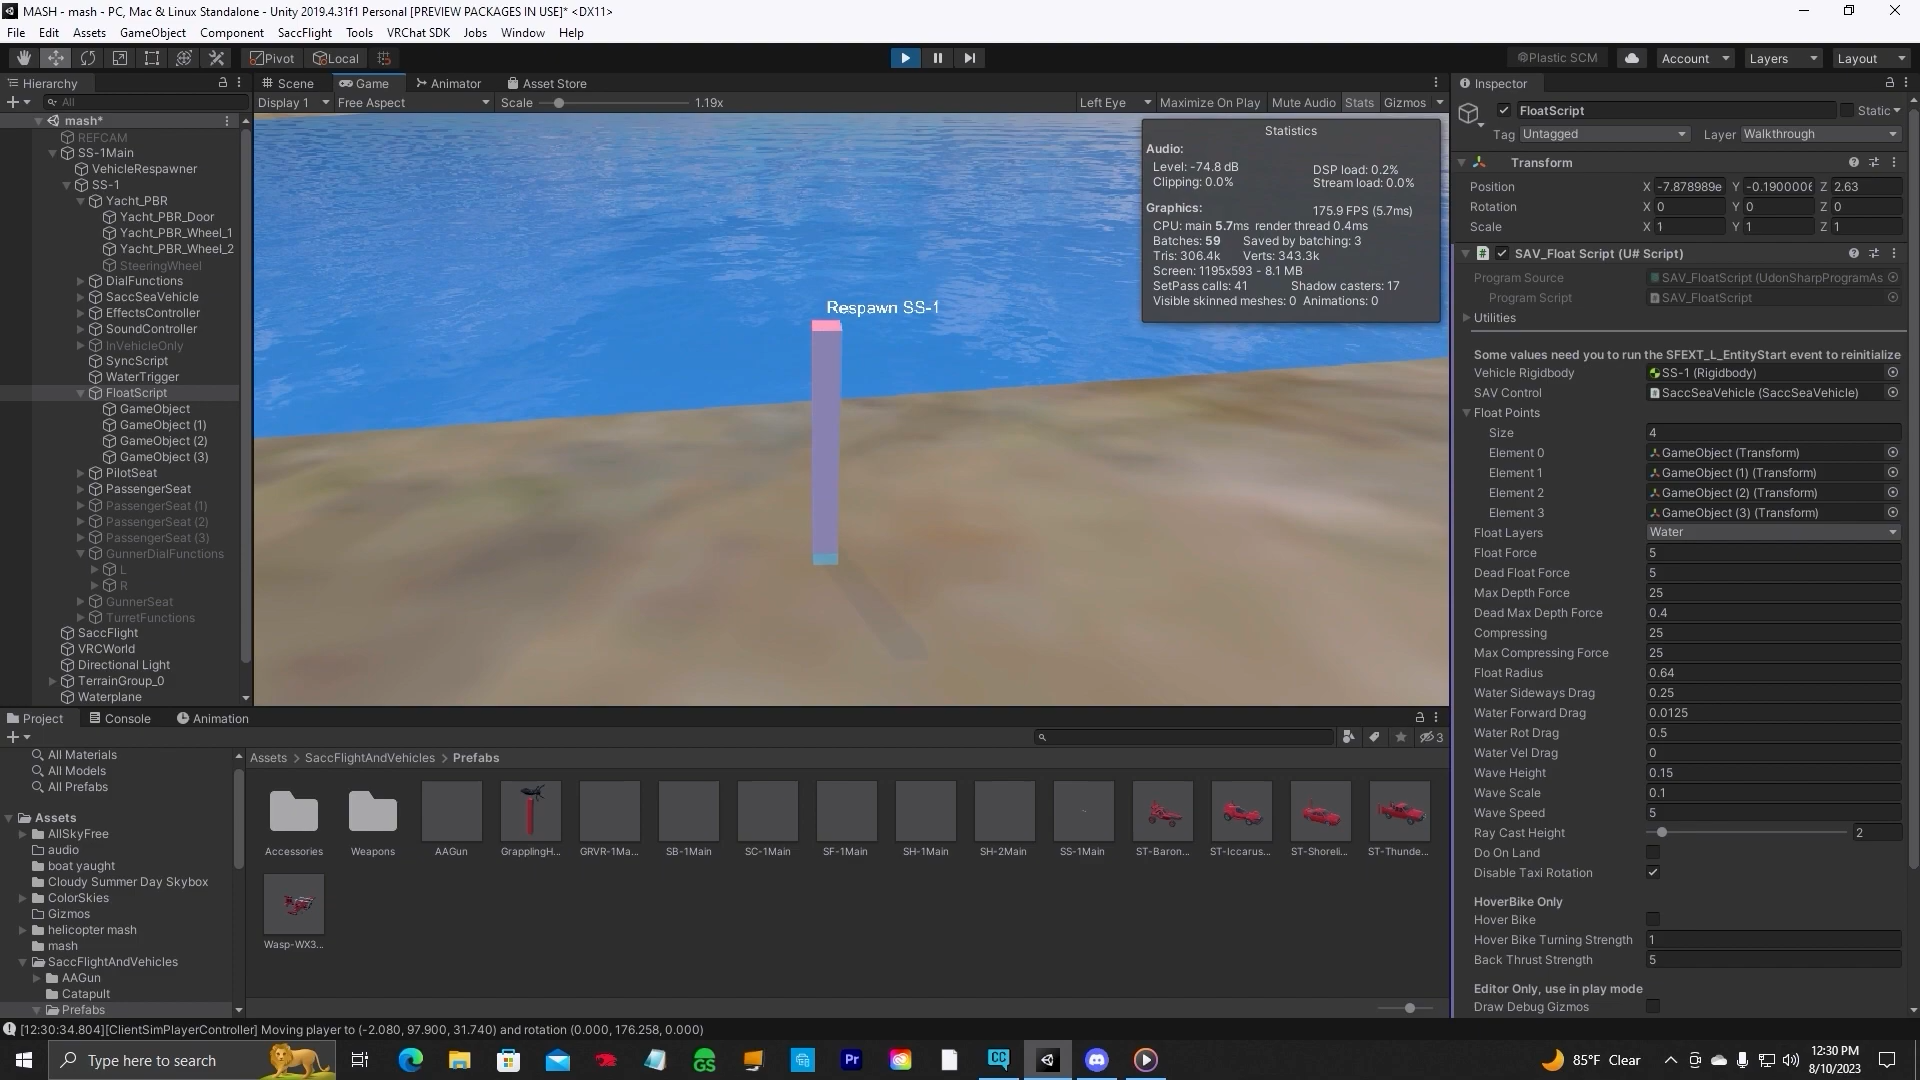 MASH - mash - PC, Mac & Linux Standalone - Unity 2019.4.31f1 Personal [PREVIEW PACKAGES IN USE]* <DX11>
File Edit Assets GameObject Component SaccFlight Tools VRChat SDK Jobs Window Help
Pivot Local Plastic SCM Account Layers Layout
Hierarchy
All
mash*
REFCAM
SS-1Main
VehicleRespawner
SS-1
Yacht_PBR
Yacht_PBR_Door
Yacht_PBR_Wheel_1
Yacht_PBR_Wheel_2
SteeringWheel
DialFunctions
SaccSeaVehicle
EffectsController
SoundController
InVehicleOnly
SyncScript
WaterTrigger
FloatScript
GameObject
GameObject (1)
GameObject (2)
GameObject (3)
PilotSeat
PassengerSeat
PassengerSeat (1)
PassengerSeat (2)
PassengerSeat (3)
GunnerDialFunctions
L
R
GunnerSeat
TurretFunctions
SaccFlight
VRCWorld
Directional Light
TerrainGroup_0
Waterplane
Scene Game Animator Asset Store
Display 1 Free Aspect Scale 1.19x Left Eye Maximize On Play Mute Audio Stats Gizmos
Statistics
Audio:
Level: -74.8 dB DSP load: 0.2%
Clipping: 0.0% Stream load: 0.0%
Graphics: 175.9 FPS (5.7ms)
CPU: main 5.7ms render thread 0.4ms
Batches: 59 Saved by batching: 3
Tris: 306.4k Verts: 343.3k
Screen: 1195x593 - 8.1 MB
SetPass calls: 41 Shadow casters: 17
Visible skinned meshes: 0 Animations: 0
Respawn SS-1
Inspector
FloatScript Static
Tag Untagged Layer Walkthrough
Transform
Position X -7.878989e Y -0.1900006 Z 2.63
Rotation X 0 Y 0 Z 0
Scale X 1 Y 1 Z 1
SAV_Float Script (U# Script)
Program Source SAV_FloatScript (UdonSharpProgramAs
Program Script SAV_FloatScript
Utilities
Some values need you to run the SFEXT_L_EntityStart event to reinitialize
Vehicle Rigidbody SS-1 (Rigidbody)
SAV Control SaccSeaVehicle (SaccSeaVehicle)
Float Points
Size 4
Element 0 GameObject (Transform)
Element 1 GameObject (1) (Transform)
Element 2 GameObject (2) (Transform)
Element 3 GameObject (3) (Transform)
Float Layers Water
Float Force 5
Dead Float Force 5
Max Depth Force 25
Dead Max Depth Force 0.4
Compressing 25
Max Compressing Force 25
Float Radius 0.64
Water Sideways Drag 0.25
Water Forward Drag 0.0125
Water Rot Drag 0.5
Water Vel Drag 0
Wave Height 0.15
Wave Scale 0.1
Wave Speed 5
Ray Cast Height 2
Do On Land
Disable Taxi Rotation
HoverBike Only
Hover Bike
Hover Bike Turning Strength 1
Back Thrust Strength 5
Editor Only, use in play mode
Draw Debug Gizmos
Project Console Animation
3
All Materials
All Models
All Prefabs
Assets
AllSkyFree
audio
boat yaught
Cloudy Summer Day Skybox
ColorSkies
Gizmos
helicopter mash
mash
SaccFlightAndVehicles
AAGun
Catapult
Prefabs
Assets > SaccFlightAndVehicles > Prefabs
Accessories Weapons AAGun GrapplingH... GRVR-1Ma... SB-1Main SC-1Main SF-1Main SH-1Main SH-2Main SS-1Main ST-Baron... ST-Iccarus... ST-Shoreli... ST-Thunde...
Wasp-WX3...
[12:30:34.804][ClientSimPlayerController] Moving player to (-2.080, 97.900, 31.740) and rotation (0.000, 176.258, 0.000)
Type here to search
GS
Pr
CC
85°F Clear
12:30 PM
8/10/2023